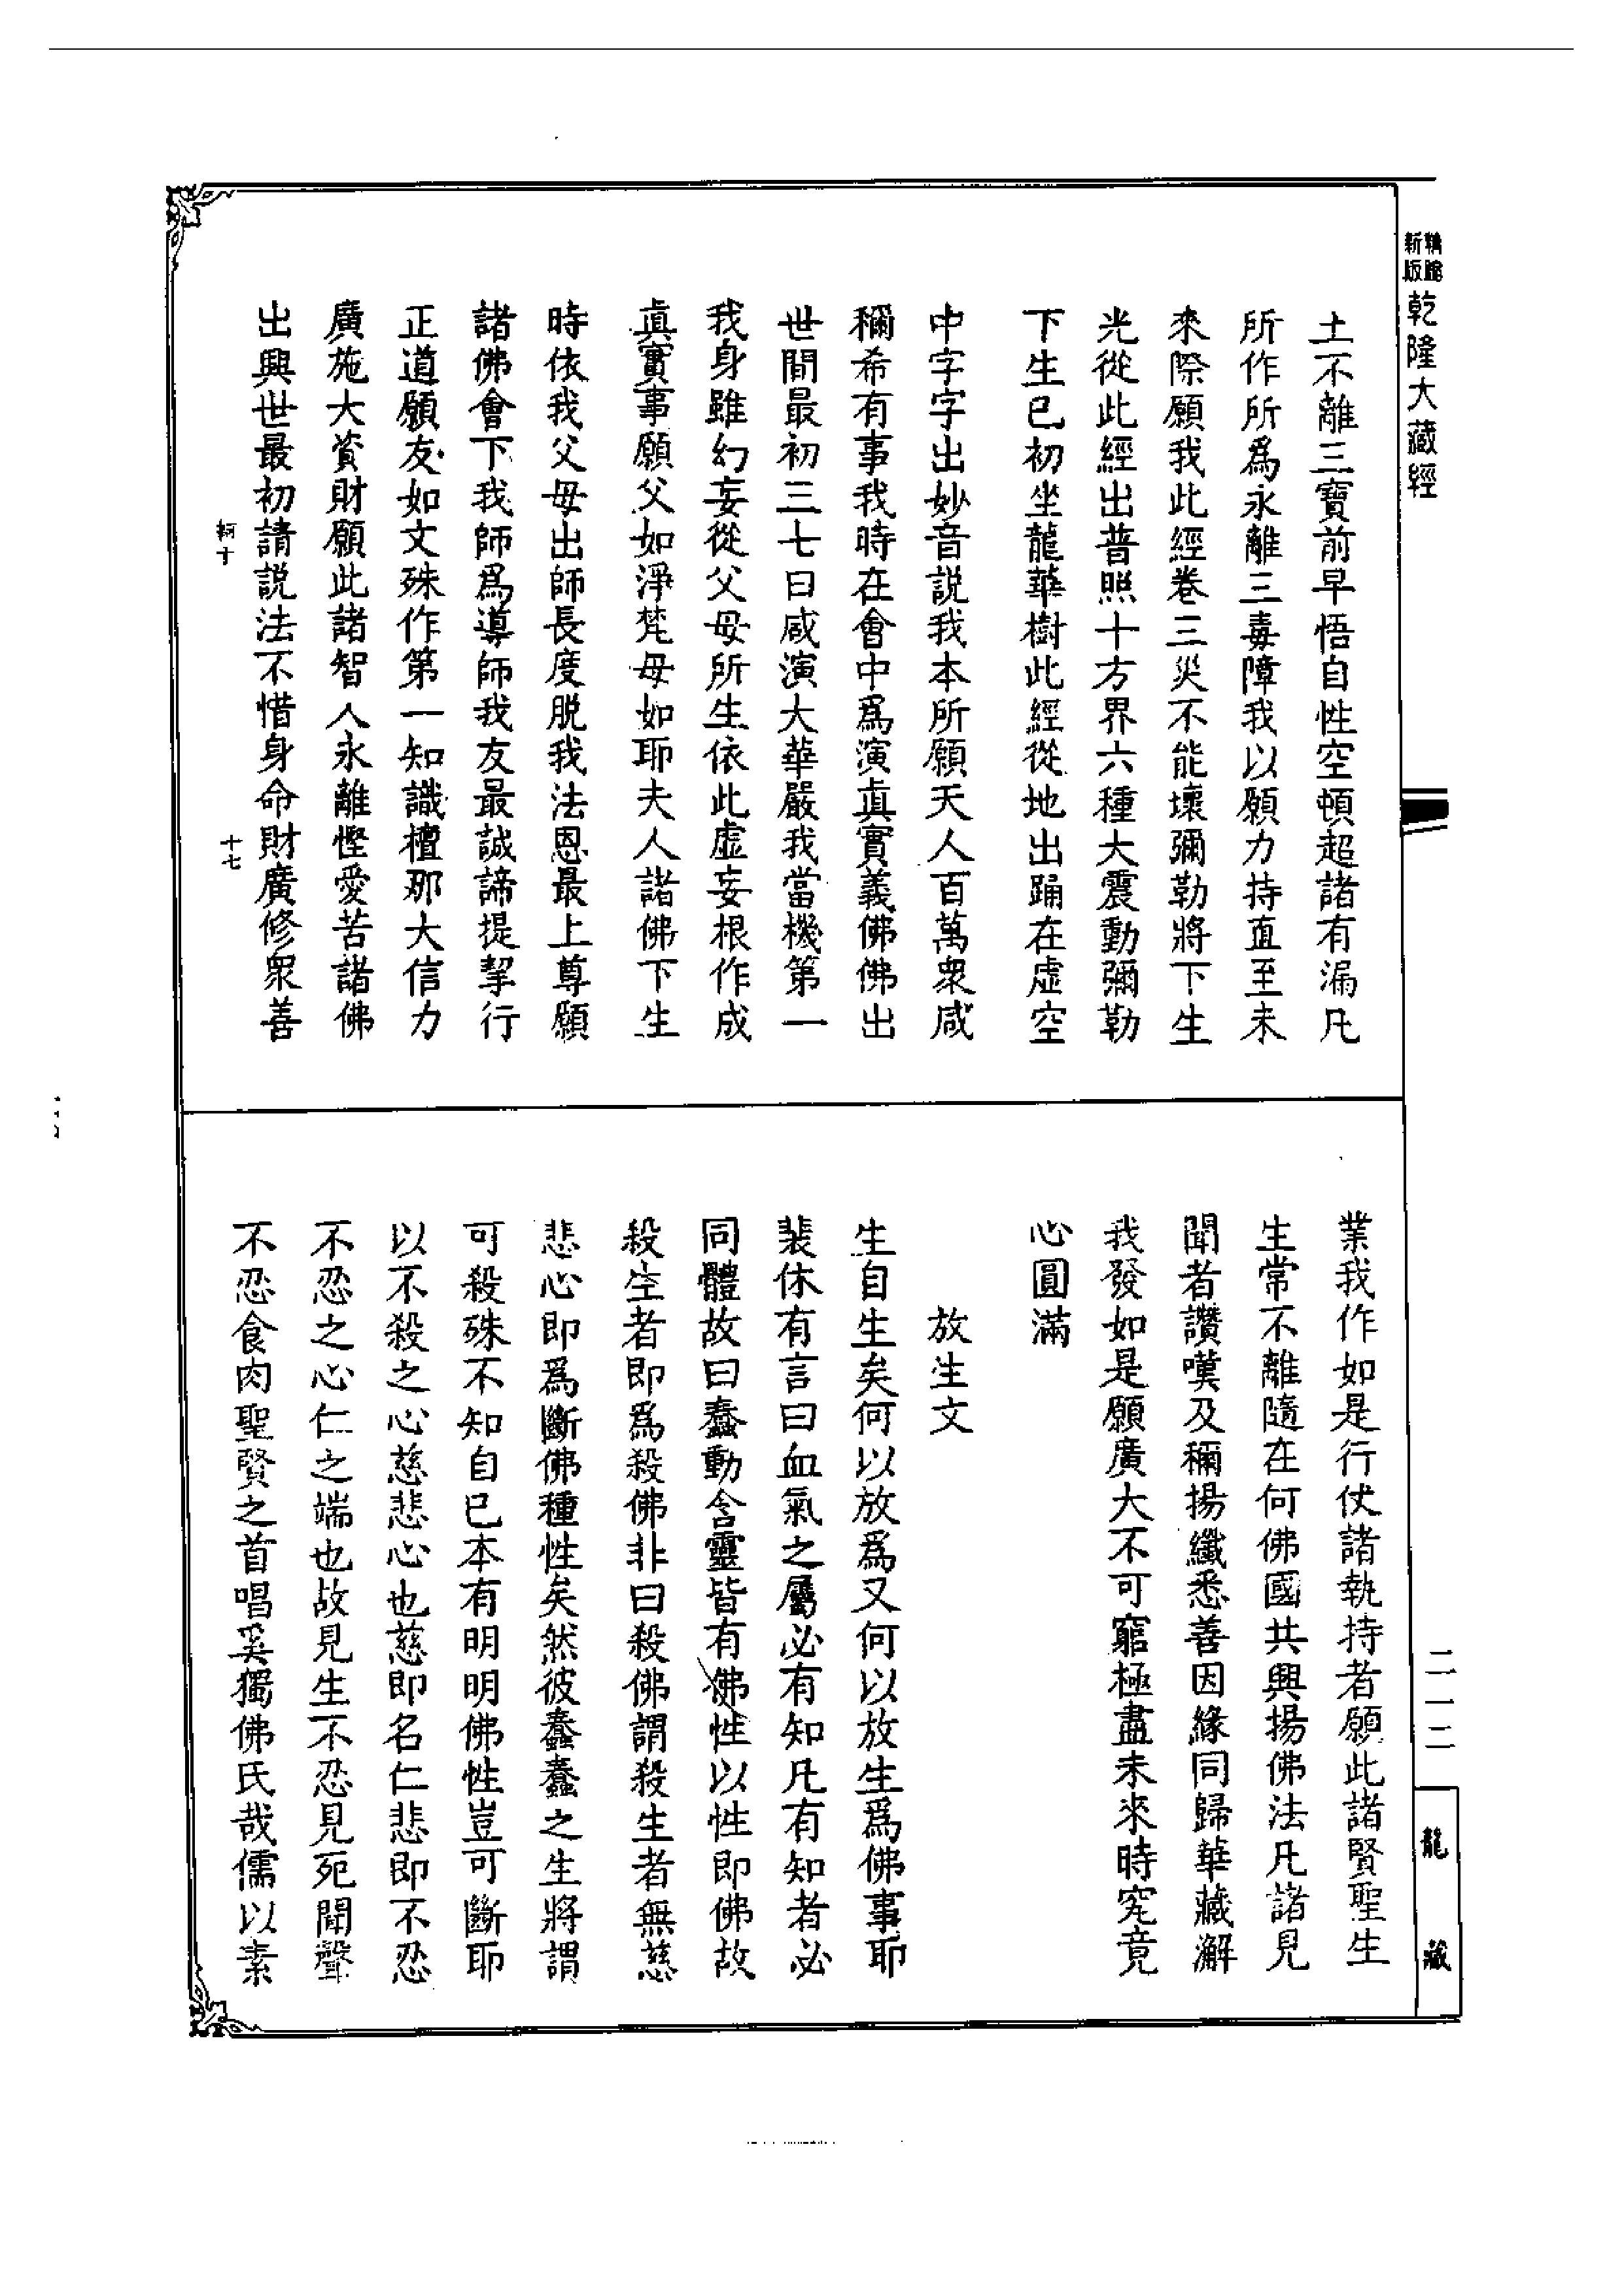 新版
乾隆大藏經
土不離三寶前早悟自性空頓超諸有漏凡
所作所爲永離三毒障我以願力持直至未
來際願我此經卷三災不能壞彌勒將下生
光從此經出普照十方界六種大震動彌勒
下生已初坐龍華樹此經從地出踊在虛空
中字字出妙音説我本所願天人百萬衆咸
稱希有事我時在會中爲演眞實義佛佛出
世間最初三七日咸演大華嚴我當機第一
我身雖幻妄從父母所生依此虛妄根作成
眞實事願父如淨梵母如耶夫人諸佛下生
時依我父母出師長度脱我法恩最上尊願
諸佛會下我師爲導師我友最誠諦提挈行
正道願友如文殊作第一知識檀那大信力
廣施大資財願此諸智人永離慳愛苦諸佛
出興世最初請説法不惜身命財廣修衆善
軻十
十七
業我作如是行仗諸執持者願此諸賢聖生
生常不離隨在何佛國共興揚佛法凡諸見
聞者讚嘆及稱揚纖悉善因緣同歸華藏澥
我發如是願廣大不可窮極盡未來時究竟
心圓滿
放生文
生自生矣何以放爲又何以放生爲佛事耶
裴休有言曰血氣之屬必有知凡有知者必
同體故曰蠢動含靈皆有佛性以性即佛故
殺生者即爲殺佛非曰殺佛謂殺生者無慈
悲心即爲斷佛種性矣然彼蠢蠢之生將謂
可殺殊不知自己本有明明佛性豈可斷耶
以不殺之心慈悲心也慈即名仁悲即不忍
不忍之心仁之端也故見生不忍見死聞聲
不忍食肉聖賢之首唱奚獨佛氏哉儒以素
二一二
龍藏